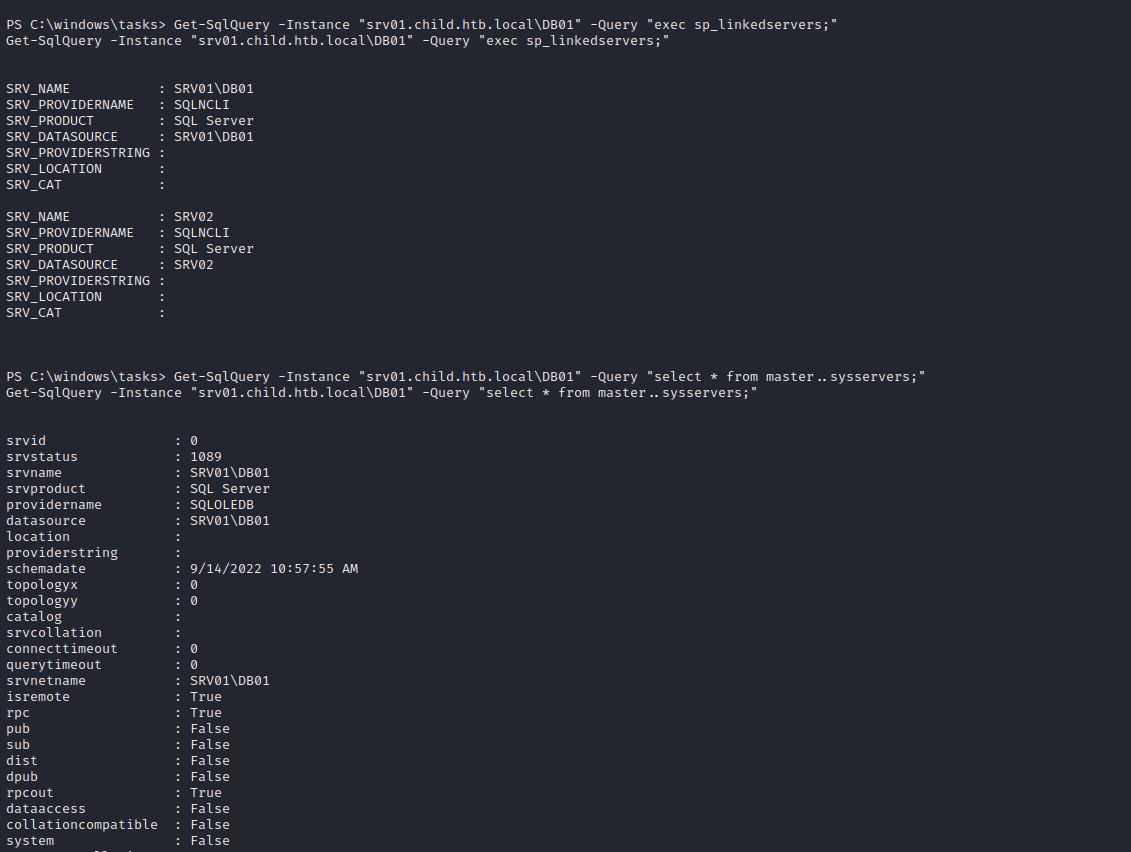 PS C:\windows\tasks> Get-SqlQuery -Instance "srv01.child.htb.local\DB01" -Query "exec sp_linkedservers;"
Get-SqlQuery -Instance "srv01.child.htb.local\DB01" -Query "exec sp_linkedservers;"
SRV_NAME : SRV01\DB01
SRV_PROVIDERNAME : SQLNCLI
SRV_PRODUCT : SQL Server
SRV_DATASOURCE : SRV01\DB01
SRV_PROVIDERSTRING :
SRV_LOCATION :
SRV_CAT :
SRV_NAME : SRV02
SRV_PROVIDERNAME : SQLNCLI
SRV_PRODUCT : SQL Server
SRV_DATASOURCE : SRV02
SRV_PROVIDERSTRING :
SRV_LOCATION :
SRV_CAT :
PS C:\windows\tasks> Get-SqlQuery -Instance "srv01.child.htb.local\DB01" -Query "select * from master..sysservers;"
Get-SqlQuery -Instance "srv01.child.htb.local\DB01" -Query "select * from master..sysservers;"
srvid : 0
srvstatus : 1089
srvname : SRV01\DB01
srvproduct : SQL Server
providername : SQLOLEDB
datasource : SRV01\DB01
location :
providerstring :
schemadate : 9/14/2022 10:57:55 AM
topologyx : 0
topologyy : 0
catalog :
srvcollation :
connecttimeout : 0
querytimeout : 0
srvnetname : SRV01\DB01
isremote : True
rpc : True
pub : False
sub : False
dist : False
dpub : False
rpcout : True
dataaccess : False
collationcompatible : False
system : False